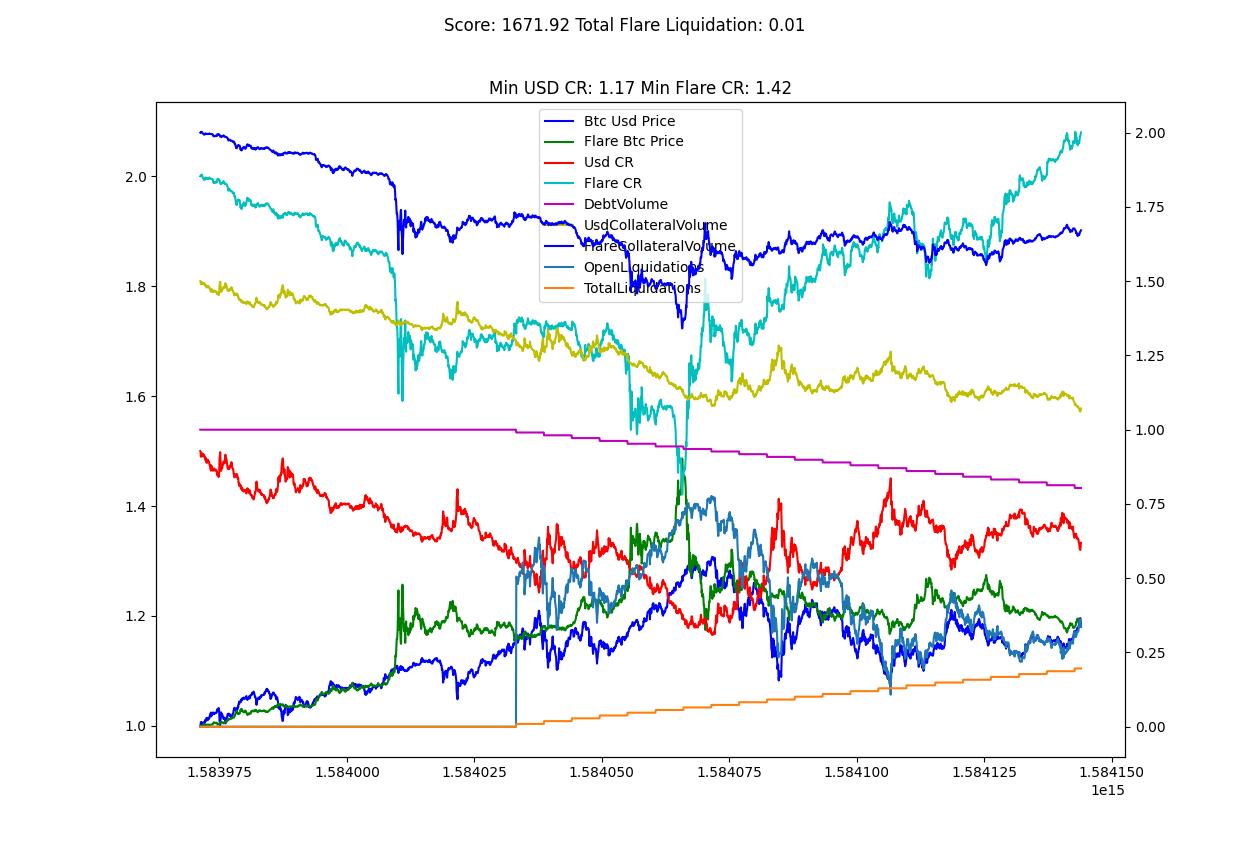 Score: 1671.92 Total Flare Liquidation: 0.01
Min USD CR: 1.17 Min Flare CR: 1.42
Btc Usd Price
Flare Btc Price
Usd CR
Flare CR
DebtVolume
UsdCollateralVolume
FlareCollateralVolume
OpenLiquidations
TotalLiquidations
2.0
1.8
1.6
1.4
1.2
1.0
2.00
1.75
1.50
1.25
1.00
0.75
0.50
0.25
0.00
1.583975 1.584000 1.584025 1.584050 1.584075 1.584100 1.584125 1.584150
1e15